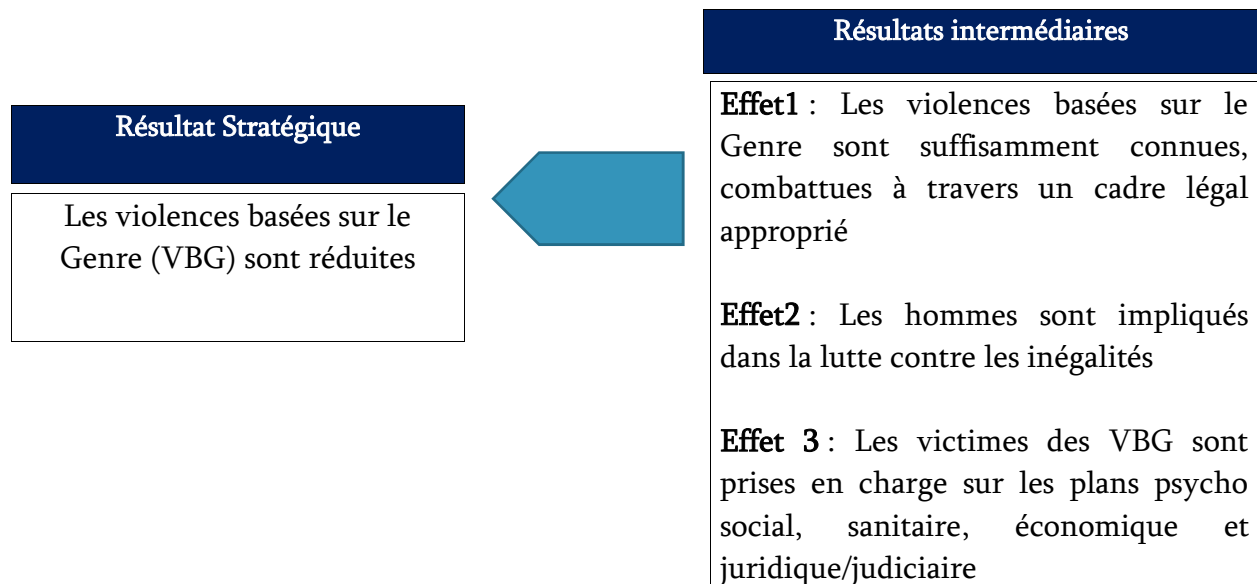 Résultat Stratégique
Les violences basées sur le
Genre (VBG) sont réduites
Résultats intermédiaires
Effet1 : Les violences basées sur le
Genre sont suffisamment connues,
combattues à travers un cadre légal
approprié
Effet2 : Les hommes sont impliqués
dans la lutte contre les inégalités
Effet 3 : Les victimes des VBG sont
prises en charge sur les plans psycho
social, sanitaire, économique et
juridique/judiciaire